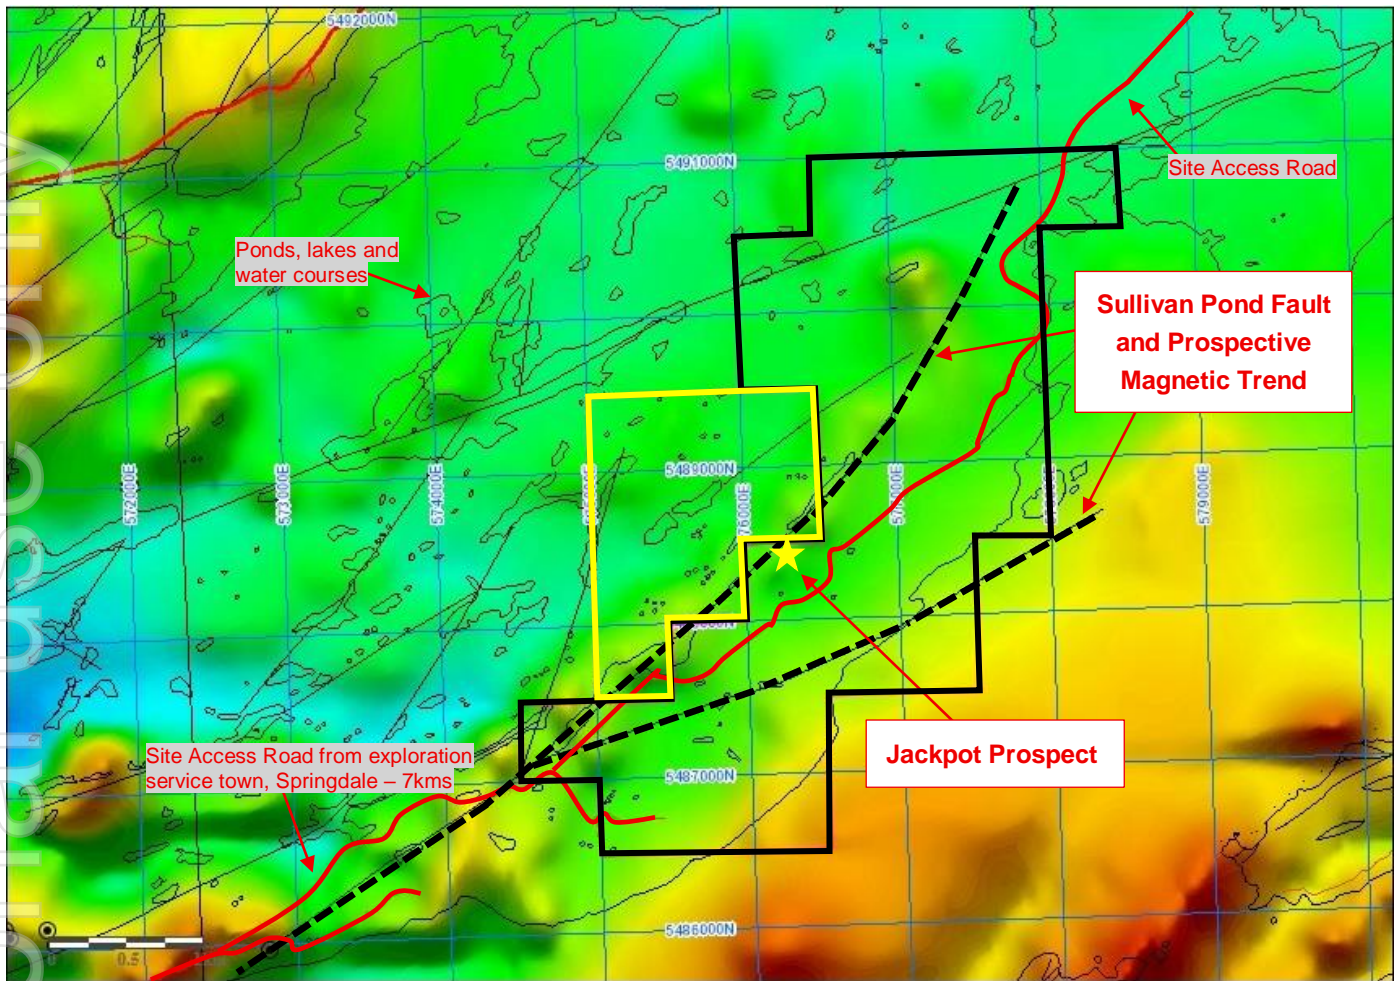 5492000N
5491000N
Site Access Road
Ponds, lakes and
water courses
Sullivan Pond Fault
and Prospective
Magnetic Trend
5489000N
572000E
573000E
574000E
576000E
579000E
Jackpot Prospect
Site Access Road from exploration
service town, Springdale – 7kms
5487000N
5486000N
0.5